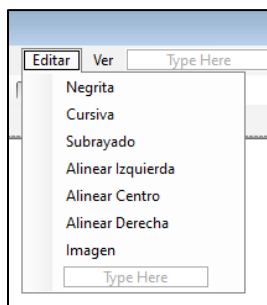 Editar Ver Type Here
Negrita
Cursiva
Subrayado
Alinear Izquierda
Alinear Centro
Alinear Derecha
Imagen
Type Here